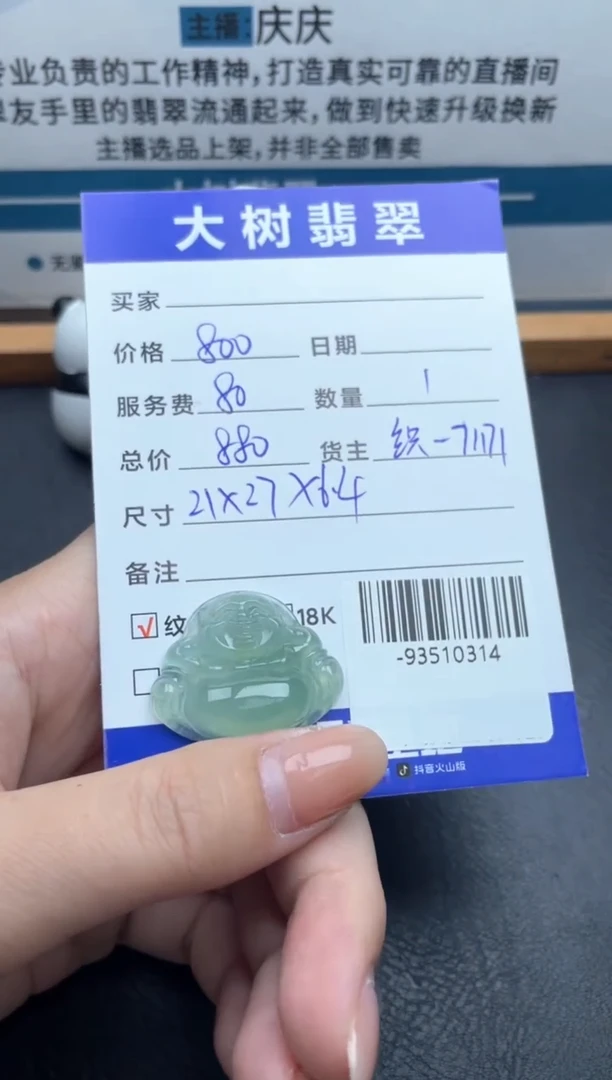 主播:庆庆
业负责的工作精神,打造真实可靠的直播间
友手里的翡翠流通起来,做到快速升级换新
主播选品上架,并非全部售卖
大树翡翠
买家
价格 800 日期
服务费 80 数量 1
总价 880 货主 织-71171
尺寸 21X27X6.4
备注
√ 纹 18K
-93510314
抖音火山版